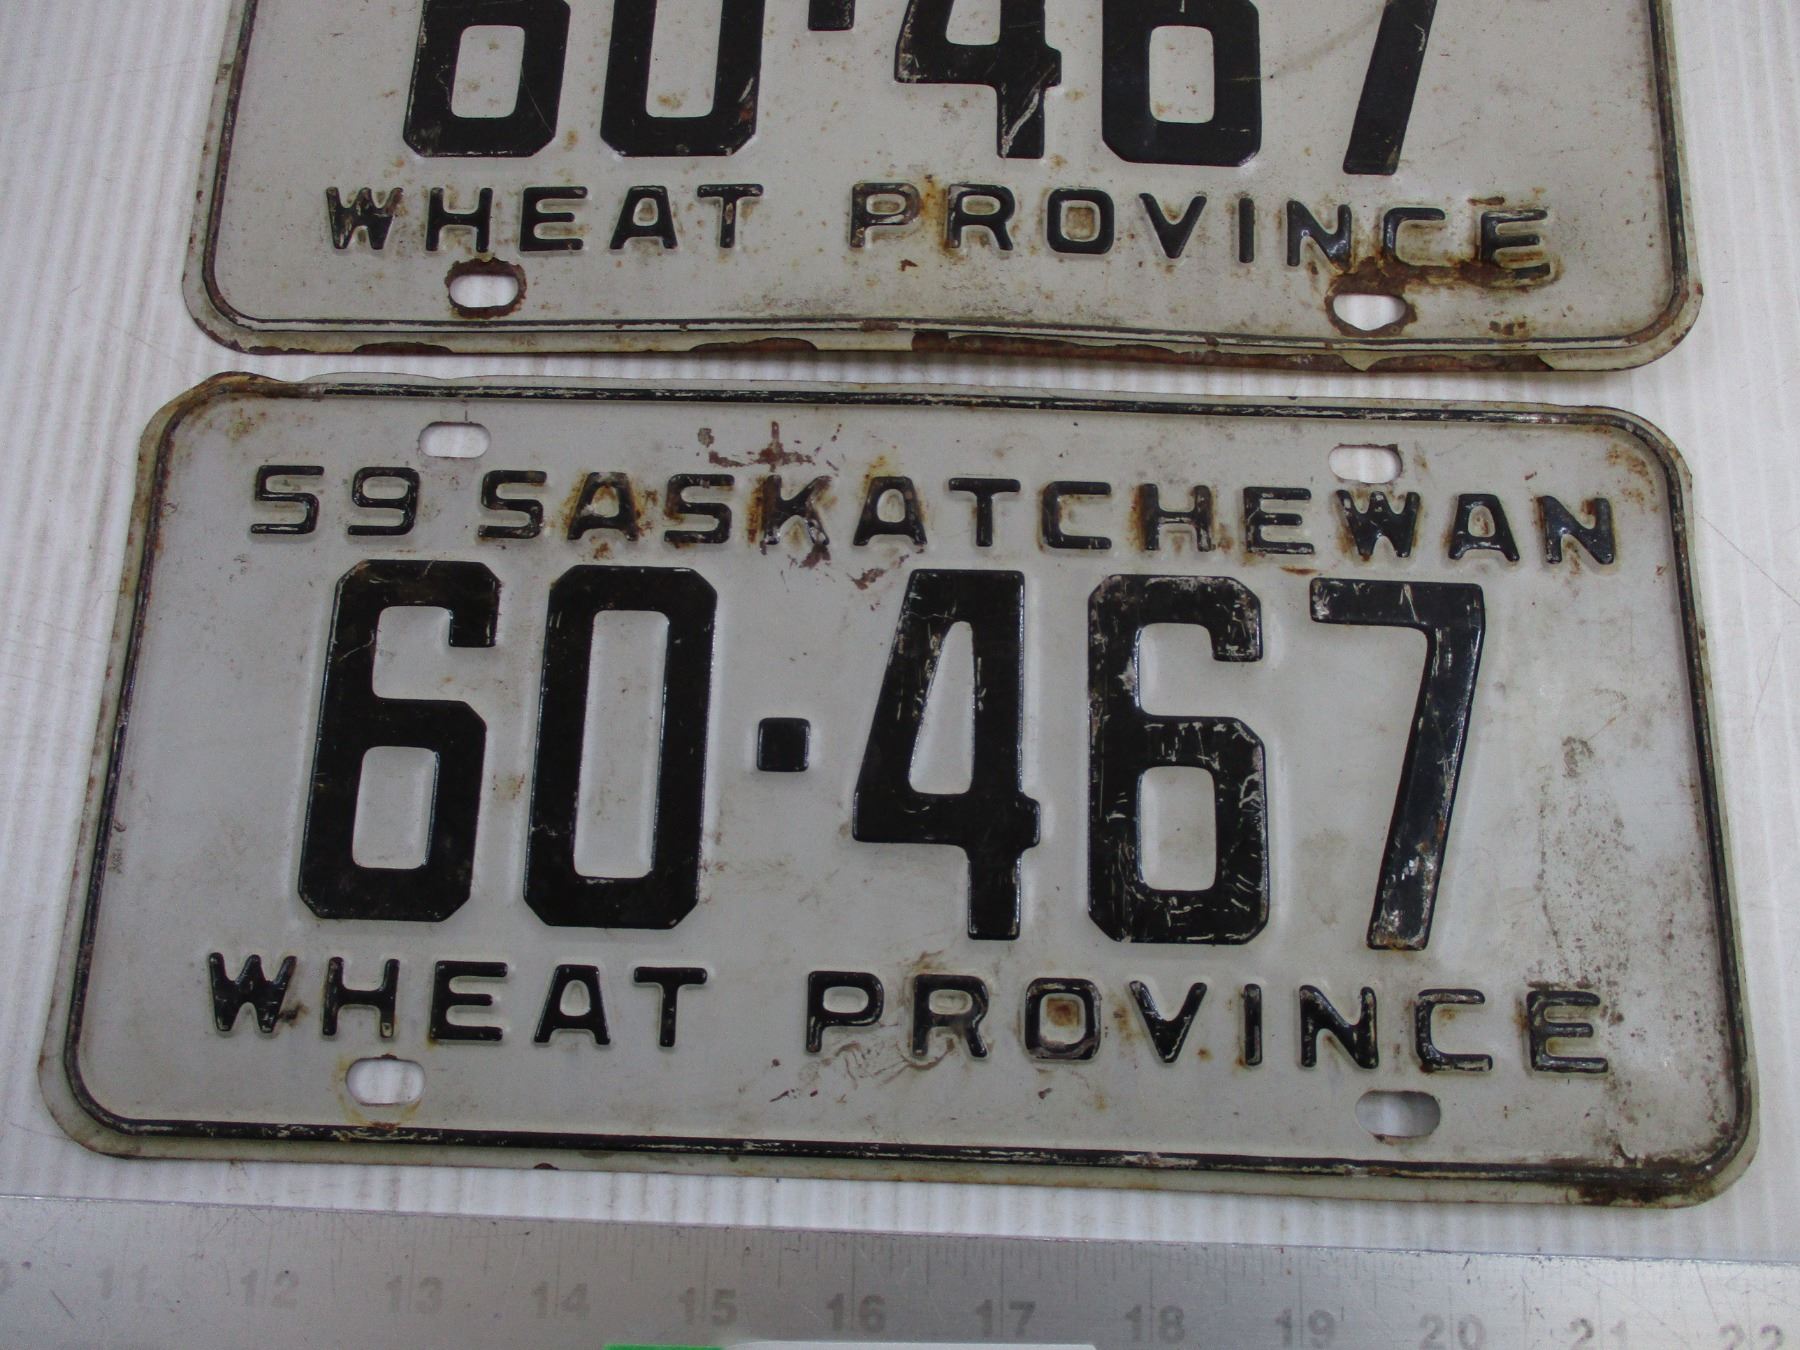 60·467
WHEAT PROVINCE
59 SASKATCHEWAN
60·467
WHEAT PROVINCE
11 12 13 14 15 16 17 18 19 20 21 22